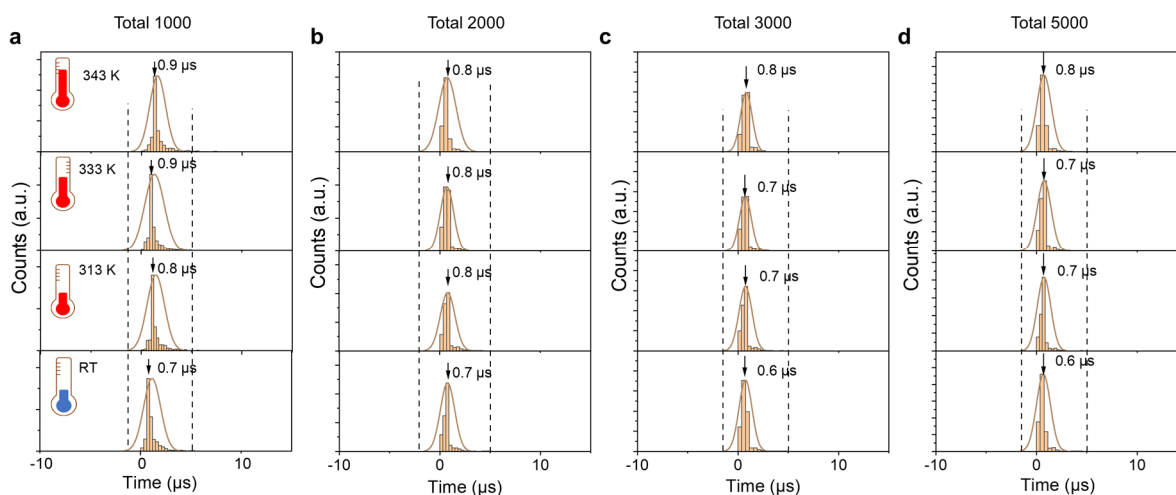 Total 1000
Total 2000
Total 3000
Total 5000
a
b
c
d
343 K
0.9 μs
0.8 μs
0.8 μs
0.8 μs
333 K
0.9 μs
0.8 μs
0.7 μs
0.7 μs
313 K
0.8 μs
0.8 μs
0.7 μs
0.7 μs
RT
0.7 μs
0.7 μs
0.6 μs
0.6 μs
Counts (a.u.)
Counts (a.u.)
Counts (a.u.)
Counts (a.u.)
-10 0 10
-10 0 10
-10 0 10
-10 0 10
Time (μs)
Time (μs)
Time (μs)
Time (μs)